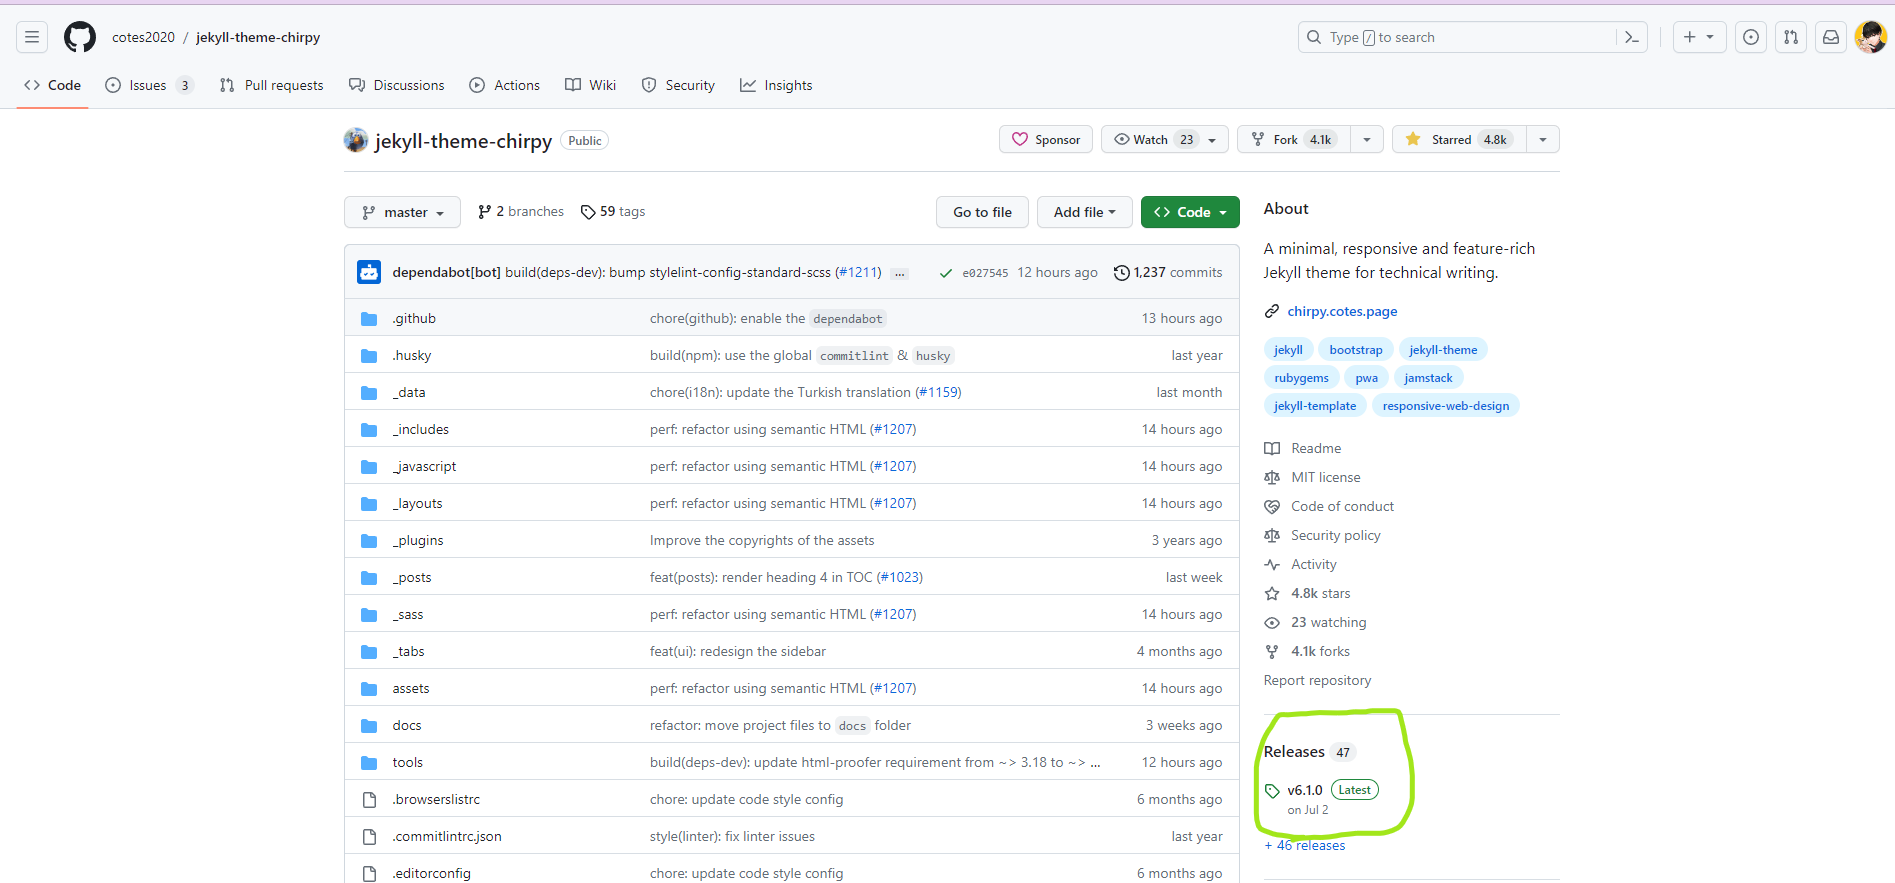 cotes2020 / jekyll-theme-chirpy
Type / to search
Code Issues 3 Pull requests Discussions Actions Wiki Security Insights
jekyll-theme-chirpy Public
Sponsor Watch 23 Fork 4.1k Starred 4.8k
master 2 branches 59 tags
Go to file Add file Code
dependabot[bot] build(deps-dev): bump stylelint-config-standard-scss (#1211) ... e027545 12 hours ago 1,237 commits
.github chore(github): enable the dependabot 13 hours ago
.husky build(npm): use the global commitlint & husky last year
_data chore(i18n): update the Turkish translation (#1159) last month
_includes perf: refactor using semantic HTML (#1207) 14 hours ago
_javascript perf: refactor using semantic HTML (#1207) 14 hours ago
_layouts perf: refactor using semantic HTML (#1207) 14 hours ago
_plugins Improve the copyrights of the assets 3 years ago
_posts feat(posts): render heading 4 in TOC (#1023) last week
_sass perf: refactor using semantic HTML (#1207) 14 hours ago
_tabs feat(ui): redesign the sidebar 4 months ago
assets perf: refactor using semantic HTML (#1207) 14 hours ago
docs refactor: move project files to docs folder 3 weeks ago
tools build(deps-dev): update html-proofer requirement from ~> 3.18 to ~> ... 12 hours ago
.browserslistrc chore: update code style config 6 months ago
.commitlintrc.json style(linter): fix linter issues last year
.editorconfig chore: update code style config 6 months ago
About
A minimal, responsive and feature-rich
Jekyll theme for technical writing.
chirpy.cotes.page
jekyll bootstrap jekyll-theme
rubygems pwa jamstack
jekyll-template responsive-web-design
Readme
MIT license
Code of conduct
Security policy
Activity
4.8k stars
23 watching
4.1k forks
Report repository
Releases 47
v6.1.0 Latest
on Jul 2
+ 46 releases